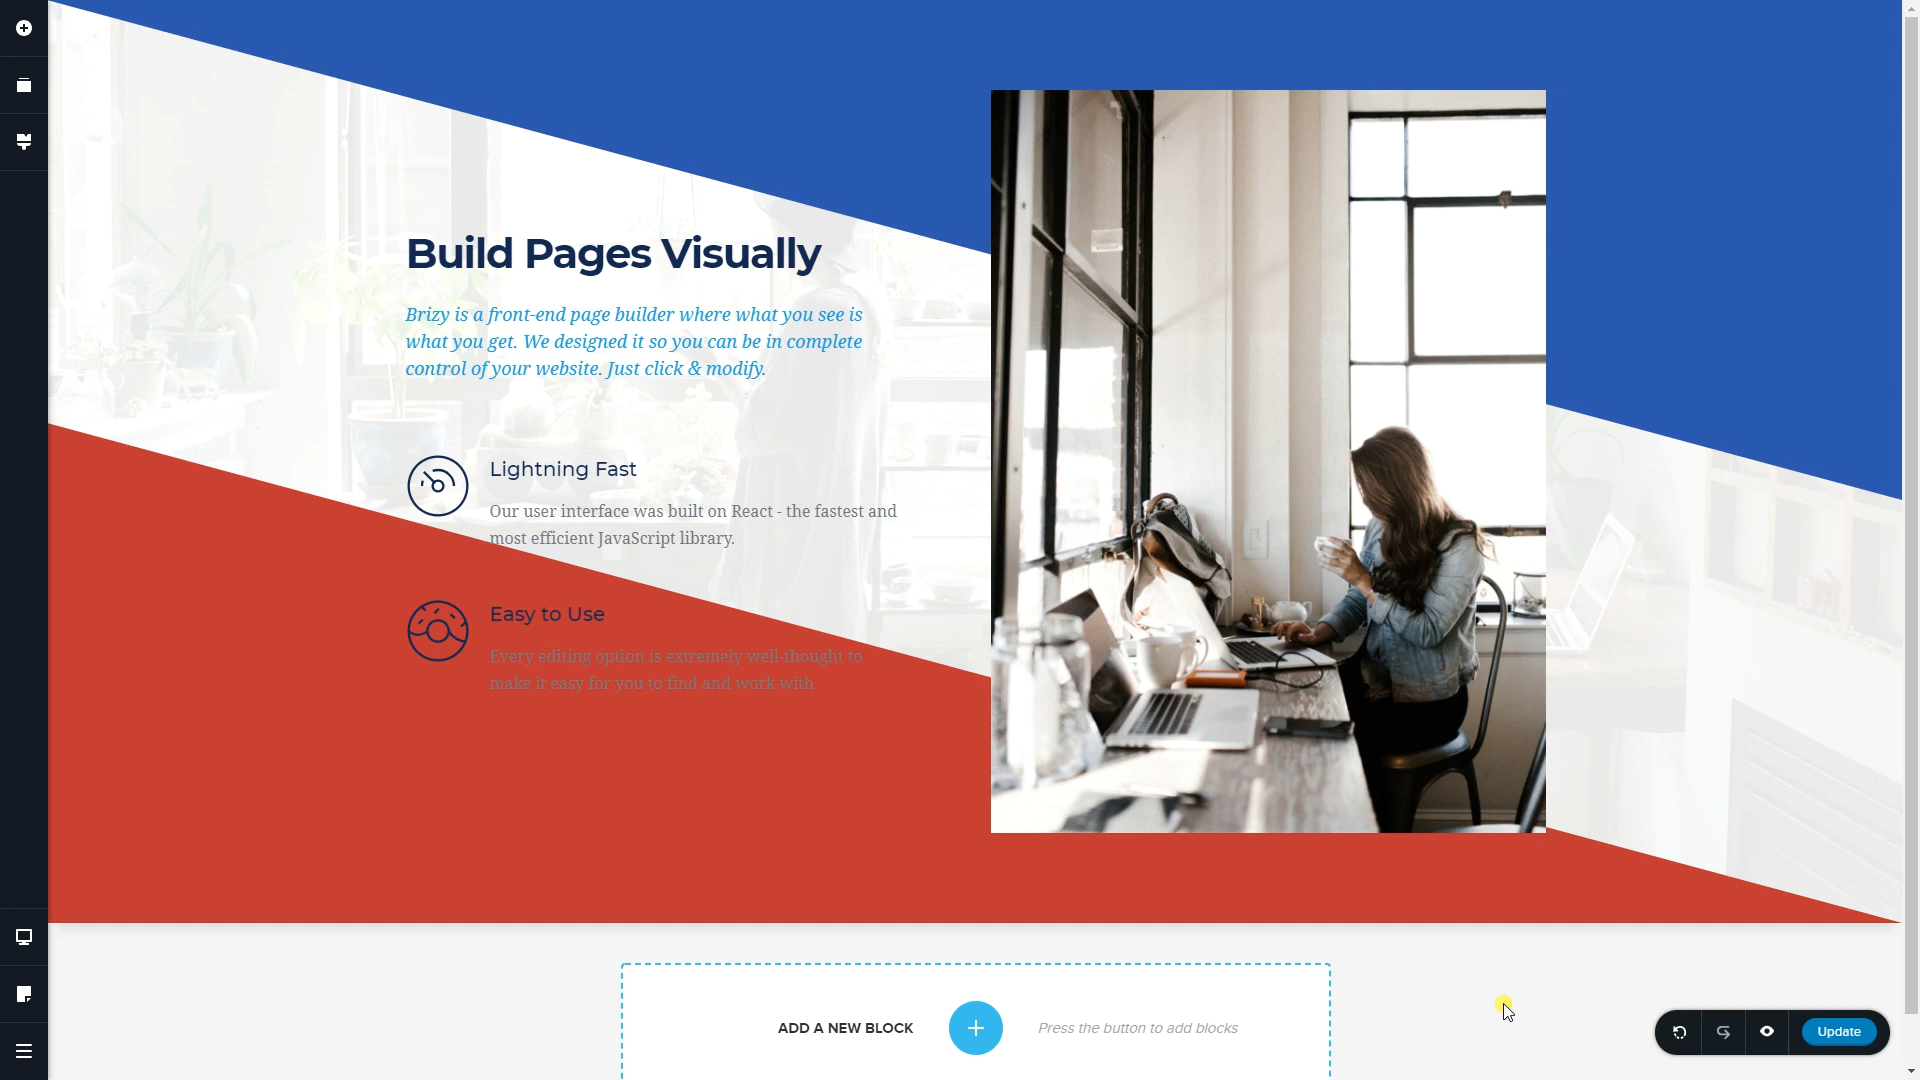 Build Pages Visually
Brizy is a front-end page builder where what you see is
what you get. We designed it so you can be in complete
control of your website. Just click & modify.
Lightning Fast
Our user interface was built on React - the fastest and
most efficient JavaScript library.
Easy to Use
Every editing option is extremely well-thought to
make it easy for you to find and work with
ADD A NEW BLOCK
Press the button to add blocks
Update